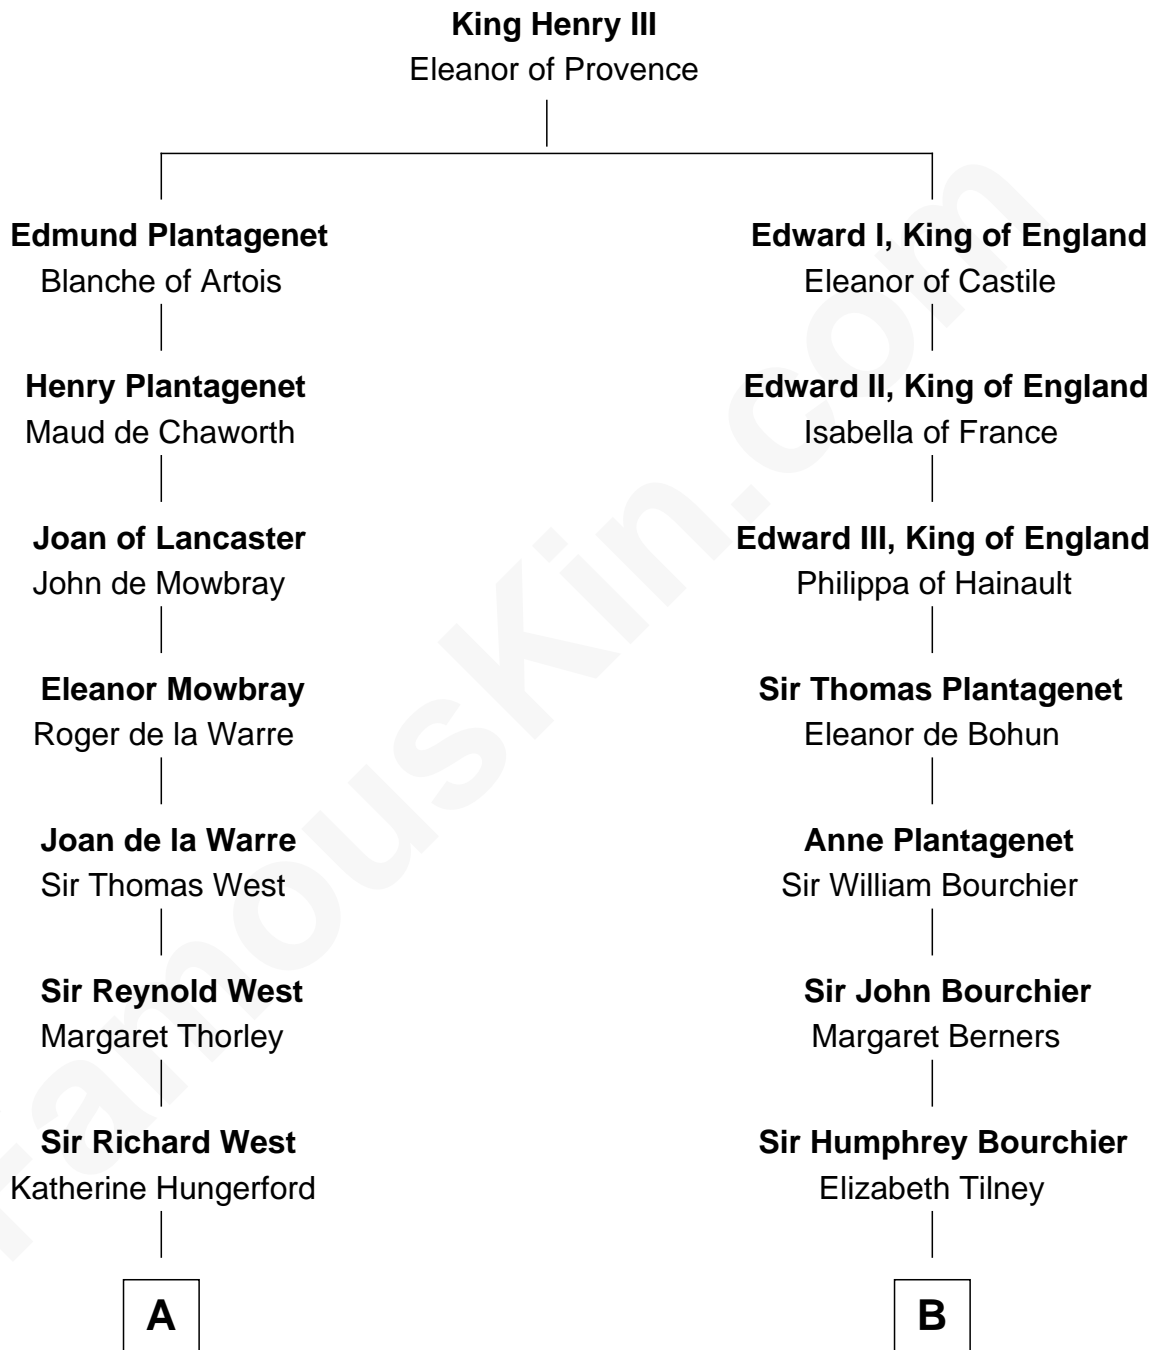 King Henry III
Eleanor of Provence
Edmund Plantagenet
Blanche of Artois
Henry Plantagenet
Maud de Chaworth
Joan of Lancaster
John de Mowbray
Eleanor Mowbray
Roger de la Warre
Joan de la Warre
Sir Thomas West
Sir Reynold West
Margaret Thorley
Sir Richard West
Katherine Hungerford
A
Edward I, King of England
Eleanor of Castile
Edward II, King of England
Isabella of France
Edward III, King of England
Philippa of Hainault
Sir Thomas Plantagenet
Eleanor de Bohun
Anne Plantagenet
Sir William Bourchier
Sir John Bourchier
Margaret Berners
Sir Humphrey Bourchier
Elizabeth Tilney
B
FamousKin.com